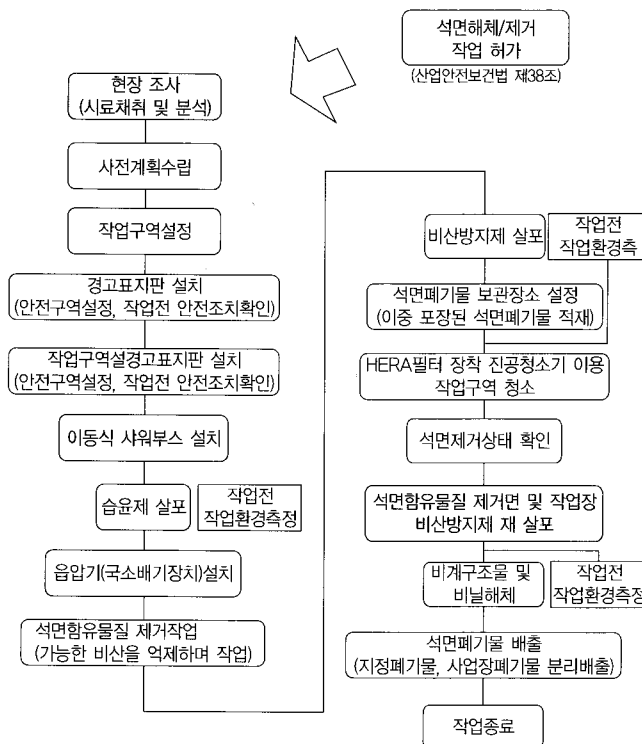 석면해체/제거
작업 허가
(산업안전보건법 제38조)
현장 조사
(시료채취 및 분석)
사전계획수립
작업구역설정
경고표지판 설치
(안전구역설정, 작업전 안전조치확인)
작업구역설경고표지판 설치
(안전구역설정, 작업전 안전조치확인)
이동식 샤워부스 설치
습윤제 살포
작업전
작업환경측정
음압기(국소배기장치)설치
석면함유물질 제거작업
(가능한 비산을 억제하며 작업)
비산방지제 살포
작업전
작업환경측
석면폐기물 보관장소 설정
(이중 포장된 석면폐기물 적재)
HERA필터 장착 진공청소기 이용
작업구역 청소
석면제거상태 확인
석면함유물질 제거면 및 작업장
비산방지제 재 살포
비계구조물 및
비닐해체
작업전
작업환경측정
석면폐기물 배출
(지정폐기물, 사업장폐기물 분리배출)
작업종료